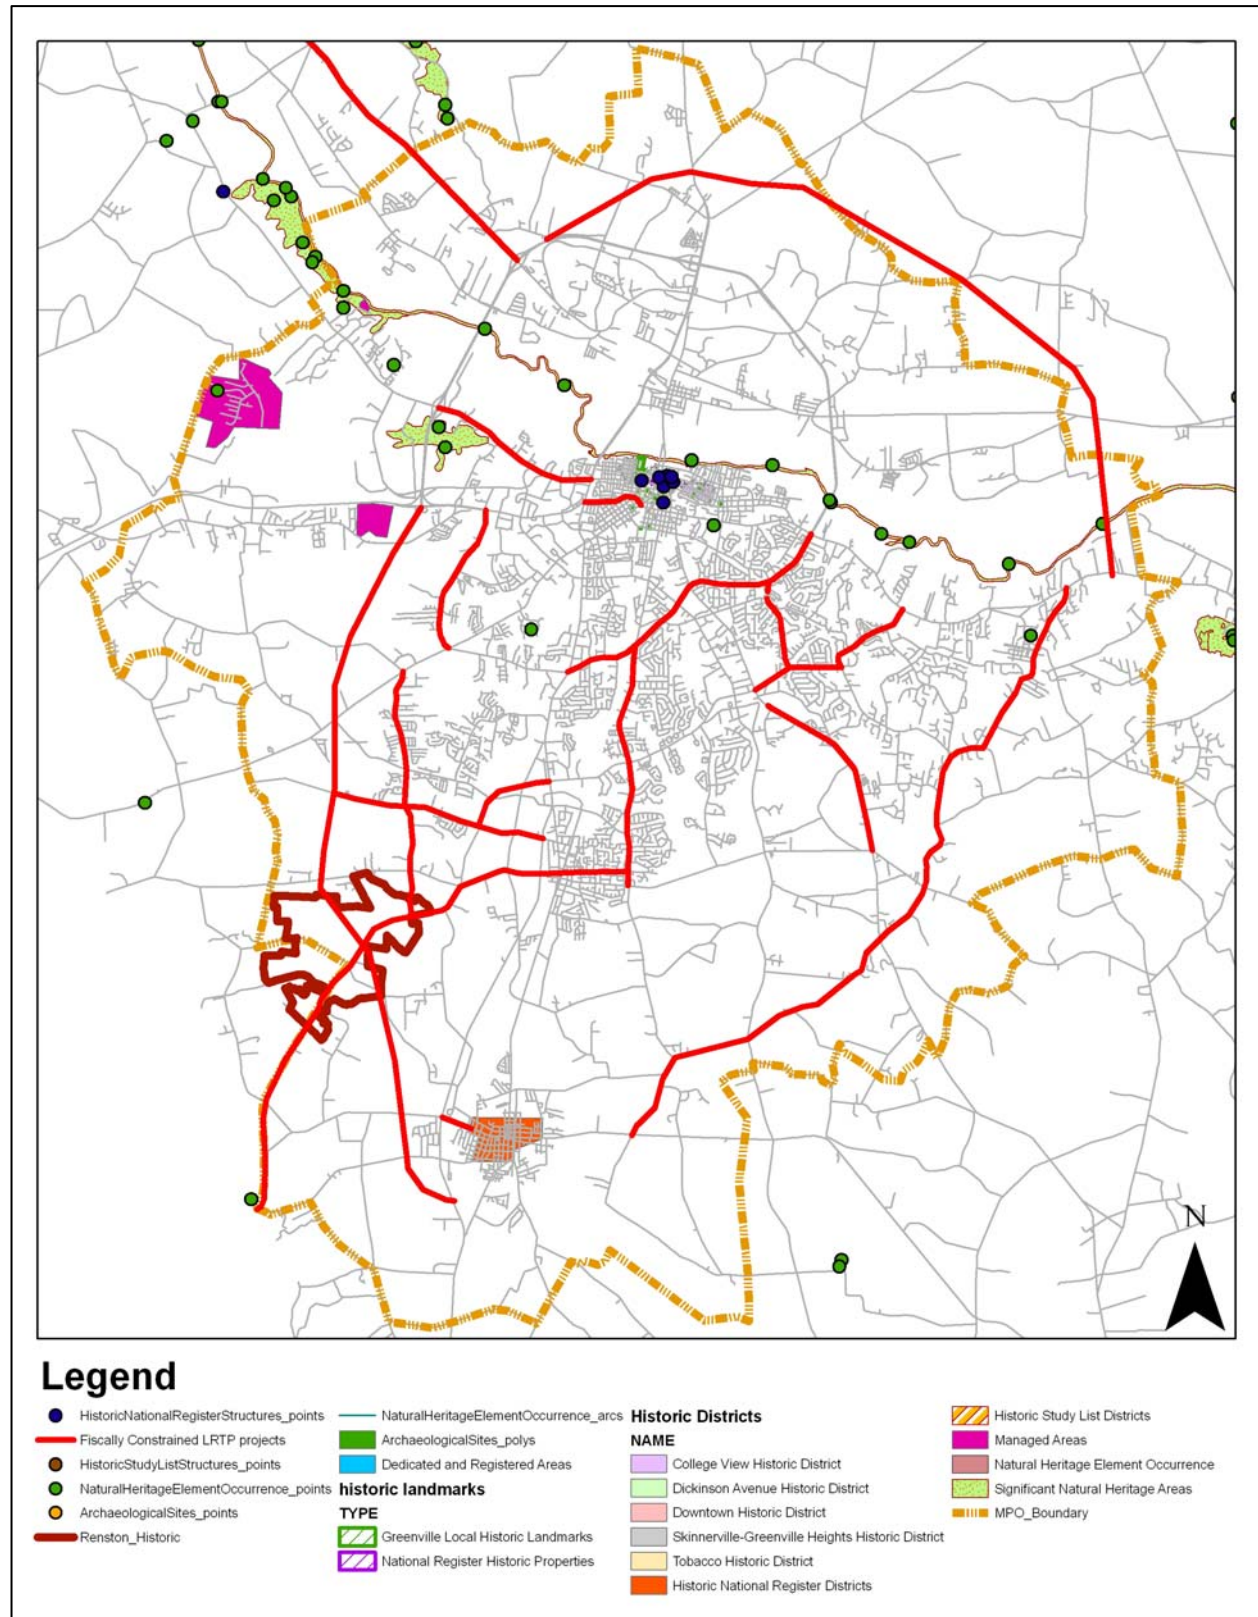 N
Legend
HistoricNationalRegisterStructures_points
Fiscally Constrained LRTP projects
HistoricStudyListStructures_points
NaturalHeritageElementOccurrence_points
ArchaeologicalSites_points
Renston_Historic
NaturalHeritageElementOccurrence_arcs
ArchaeologicalSites_polys
Dedicated and Registered Areas
historic landmarks
TYPE
Greenville Local Historic Landmarks
National Register Historic Properties
Historic Districts
NAME
College View Historic District
Dickinson Avenue Historic District
Downtown Historic District
Skinnerville-Greenville Heights Historic District
Tobacco Historic District
Historic National Register Districts
Historic Study List Districts
Managed Areas
Natural Heritage Element Occurrence
Significant Natural Heritage Areas
MPO_Boundary